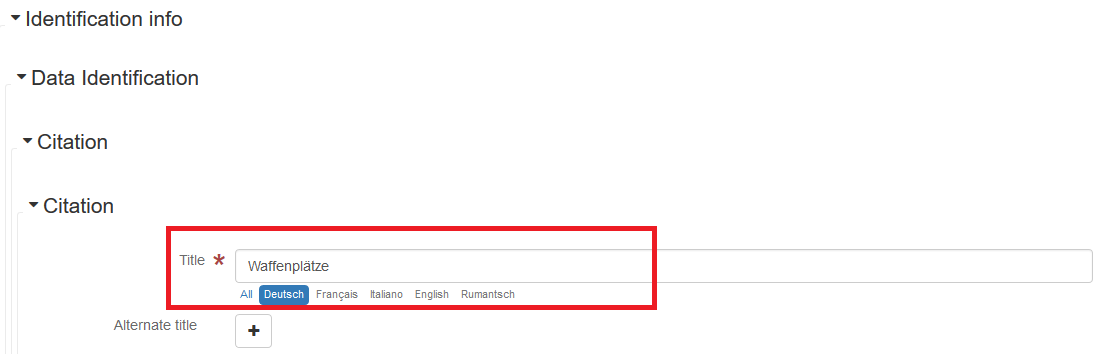 Identification info
Data Identification
Citation
Citation
Title *
Waffenplätze
All Deutsch Français Italiano English Rumantsch
Alternate title +